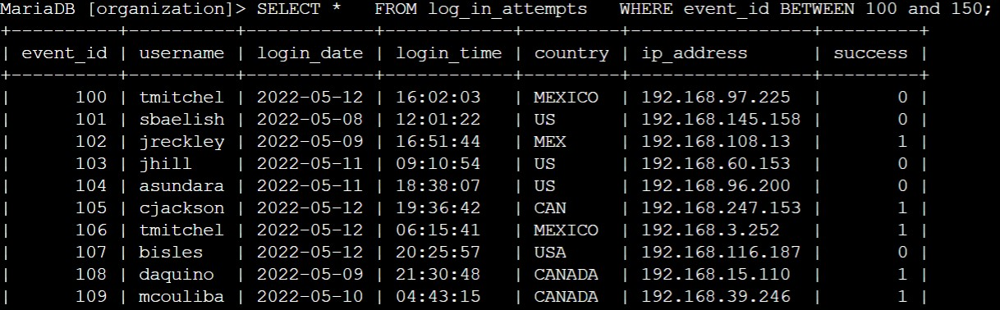 MariaDB [organization]> SELECT *   FROM log_in_attempts   WHERE event_id BETWEEN 100 and 150;
+----------+----------+------------+------------+---------+-----------------+---------+
| event_id | username | login_date | login_time | country | ip_address      | success |
+----------+----------+------------+------------+---------+-----------------+---------+
|      100 | tmitchel | 2022-05-12 | 16:02:03   | MEXICO  | 192.168.97.225  |       0 |
|      101 | sbaelish | 2022-05-08 | 12:01:22   | US      | 192.168.145.158 |       0 |
|      102 | jreckley | 2022-05-09 | 16:51:44   | MEX     | 192.168.108.13  |       1 |
|      103 | jhill    | 2022-05-11 | 09:10:54   | US      | 192.168.60.153  |       0 |
|      104 | asundara | 2022-05-11 | 18:38:07   | US      | 192.168.96.200  |       0 |
|      105 | cjackson | 2022-05-12 | 19:36:42   | CAN     | 192.168.247.153 |       1 |
|      106 | tmitchel | 2022-05-12 | 06:15:41   | MEXICO  | 192.168.3.252   |       1 |
|      107 | bisles   | 2022-05-12 | 20:25:57   | USA     | 192.168.116.187 |       0 |
|      108 | daquino  | 2022-05-09 | 21:30:48   | CANADA  | 192.168.15.110  |       1 |
|      109 | mcouliba | 2022-05-10 | 04:43:15   | CANADA  | 192.168.39.246  |       1 |